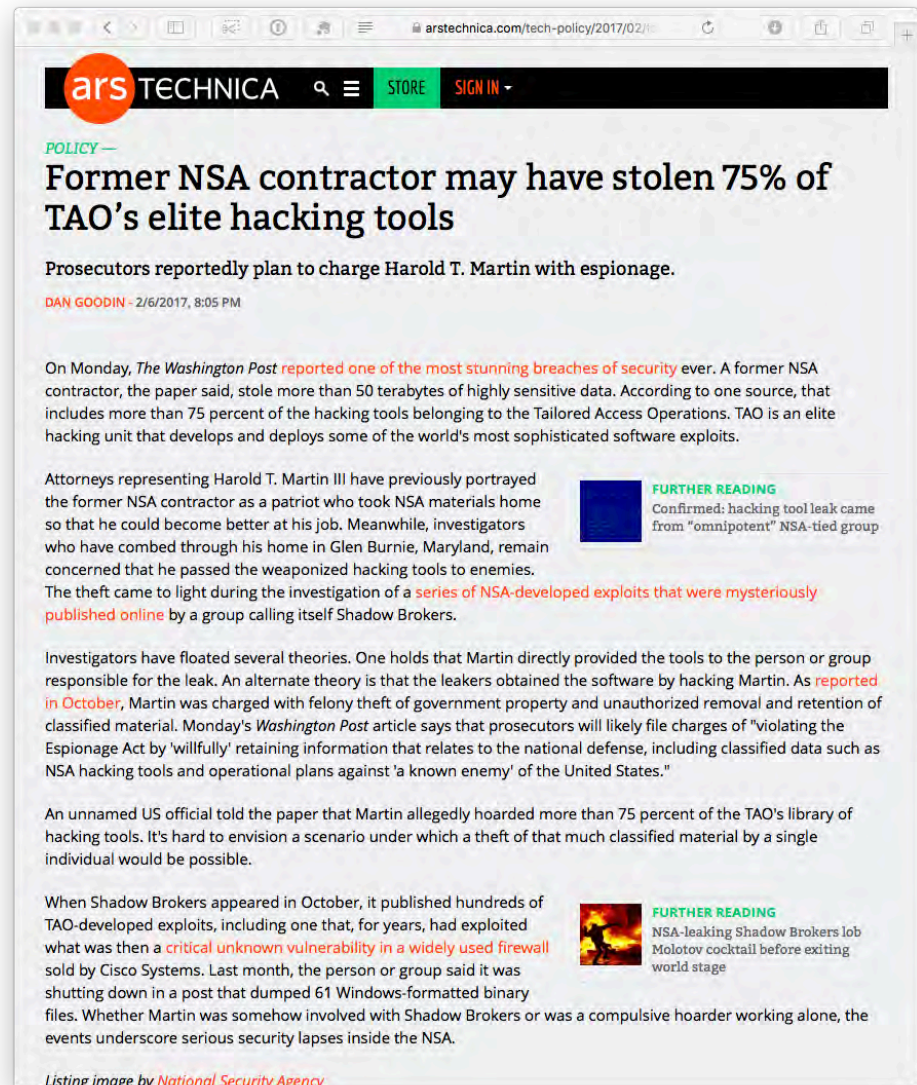 arstechnica.com/tech-policy/2017/02/
ars TECHNICA STORE SIGN IN
POLICY —
Former NSA contractor may have stolen 75% of
TAO's elite hacking tools
Prosecutors reportedly plan to charge Harold T. Martin with espionage.
DAN GOODIN - 2/6/2017, 8:05 PM
On Monday, The Washington Post reported one of the most stunning breaches of security ever. A former NSA
contractor, the paper said, stole more than 50 terabytes of highly sensitive data. According to one source, that
includes more than 75 percent of the hacking tools belonging to the Tailored Access Operations. TAO is an elite
hacking unit that develops and deploys some of the world's most sophisticated software exploits.
Attorneys representing Harold T. Martin III have previously portrayed
the former NSA contractor as a patriot who took NSA materials home
so that he could become better at his job. Meanwhile, investigators
who have combed through his home in Glen Burnie, Maryland, remain
concerned that he passed the weaponized hacking tools to enemies.
The theft came to light during the investigation of a series of NSA-developed exploits that were mysteriously
published online by a group calling itself Shadow Brokers.
FURTHER READING
Confirmed: hacking tool leak came
from “omnipotent” NSA-tied group
Investigators have floated several theories. One holds that Martin directly provided the tools to the person or group
responsible for the leak. An alternate theory is that the leakers obtained the software by hacking Martin. As reported
in October, Martin was charged with felony theft of government property and unauthorized removal and retention of
classified material. Monday's Washington Post article says that prosecutors will likely file charges of "violating the
Espionage Act by 'willfully' retaining information that relates to the national defense, including classified data such as
NSA hacking tools and operational plans against 'a known enemy' of the United States."
An unnamed US official told the paper that Martin allegedly hoarded more than 75 percent of the TAO's library of
hacking tools. It's hard to envision a scenario under which a theft of that much classified material by a single
individual would be possible.
When Shadow Brokers appeared in October, it published hundreds of
TAO-developed exploits, including one that, for years, had exploited
what was then a critical unknown vulnerability in a widely used firewall
sold by Cisco Systems. Last month, the person or group said it was
shutting down in a post that dumped 61 Windows-formatted binary
files. Whether Martin was somehow involved with Shadow Brokers or was a compulsive hoarder working alone, the
events underscore serious security lapses inside the NSA.
FURTHER READING
NSA-leaking Shadow Brokers lob
Molotov cocktail before exiting
world stage
Listing image by National Security Agency